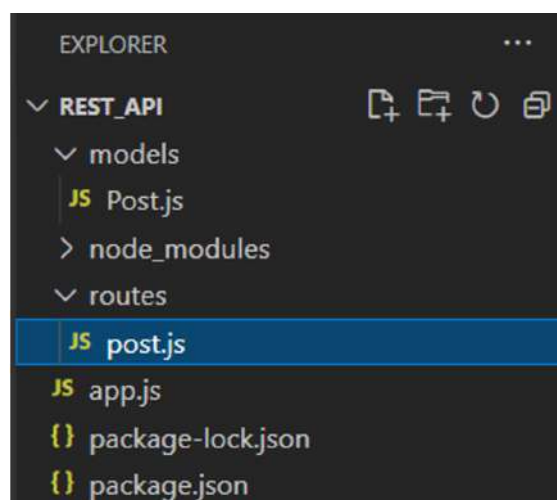 EXPLORER ...
REST_API
models
JS Post.js
node_modules
routes
JS post.js
JS app.js
{} package-lock.json
{} package.json